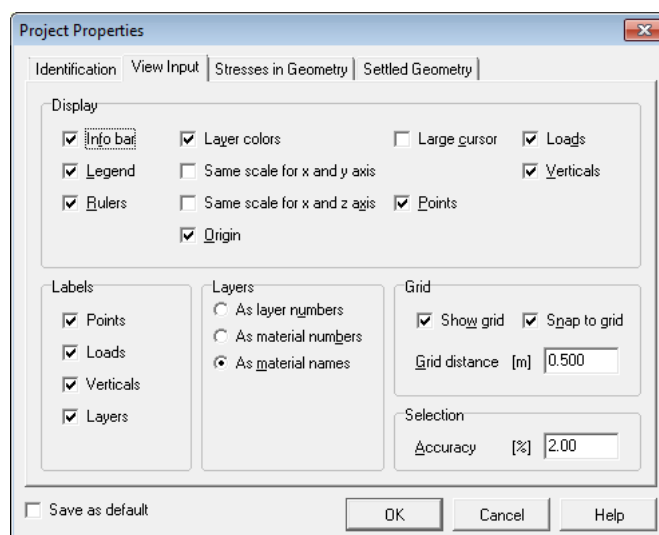 Project Properties
Identification View Input Stresses in Geometry Settled Geometry
Display
Info bar Layer colors Large cursor Loads
Legend Same scale for x and y axis Verticals
Rulers Same scale for x and z axis Points
Origin
Labels
Points
Loads
Verticals
Layers
Layers
As layer numbers
As material numbers
As material names
Grid
Show grid Snap to grid
Grid distance [m] 0.500
Selection
Accuracy [%] 2.00
Save as default OK Cancel Help